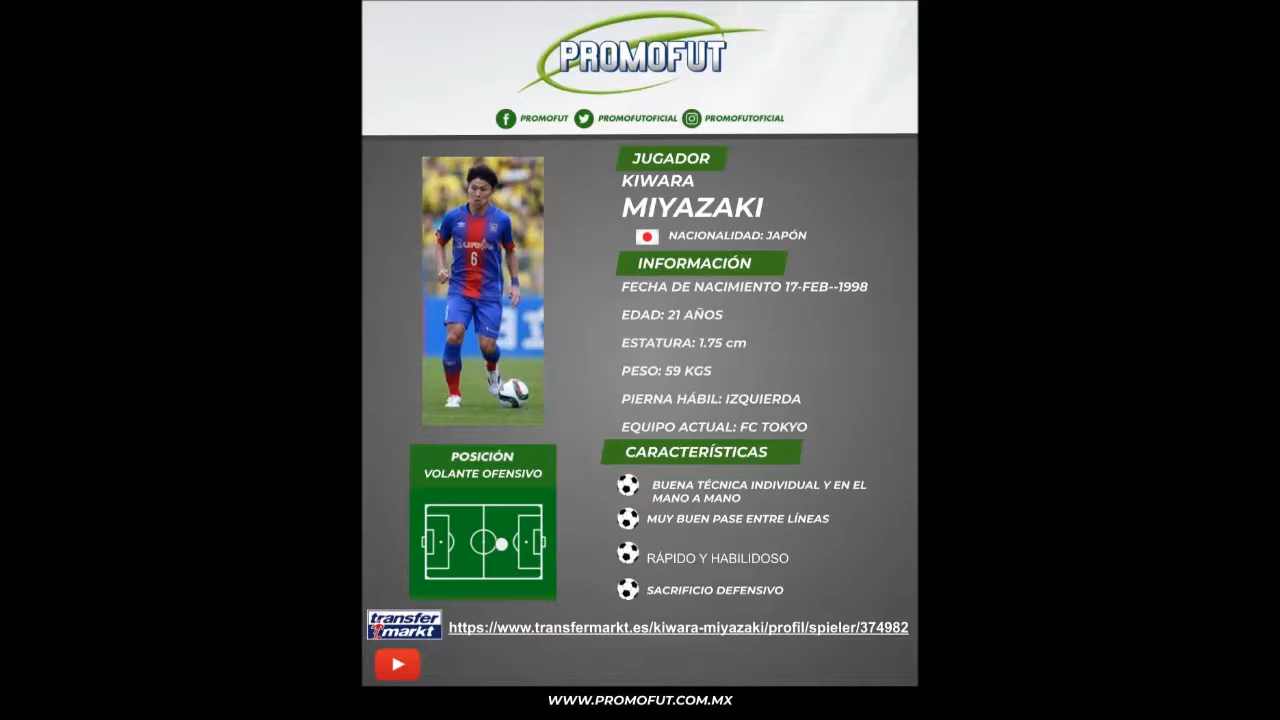 PROMOFUT
PROMOFUT PROMOFUTOFICIAL PROMOFUTOFICIAL
JUGADOR
KIWARA
MIYAZAKI
NACIONALIDAD: JAPÓN
INFORMACIÓN
FECHA DE NACIMIENTO 17-FEB--1998
EDAD: 21 AÑOS
ESTATURA: 1.75 cm
PESO: 59 KGS
PIERNA HÁBIL: IZQUIERDA
EQUIPO ACTUAL: FC TOKYO
6
POSICIÓN
VOLANTE OFENSIVO
CARACTERÍSTICAS
BUENA TÉCNICA INDIVIDUAL Y EN EL
MANO A MANO
MUY BUEN PASE ENTRE LÍNEAS
RÁPIDO Y HABILIDOSO
SACRIFICIO DEFENSIVO
transfer
markt
https://www.transfermarkt.es/kiwara-miyazaki/profil/spieler/374982
WWW.PROMOFUT.COM.MX